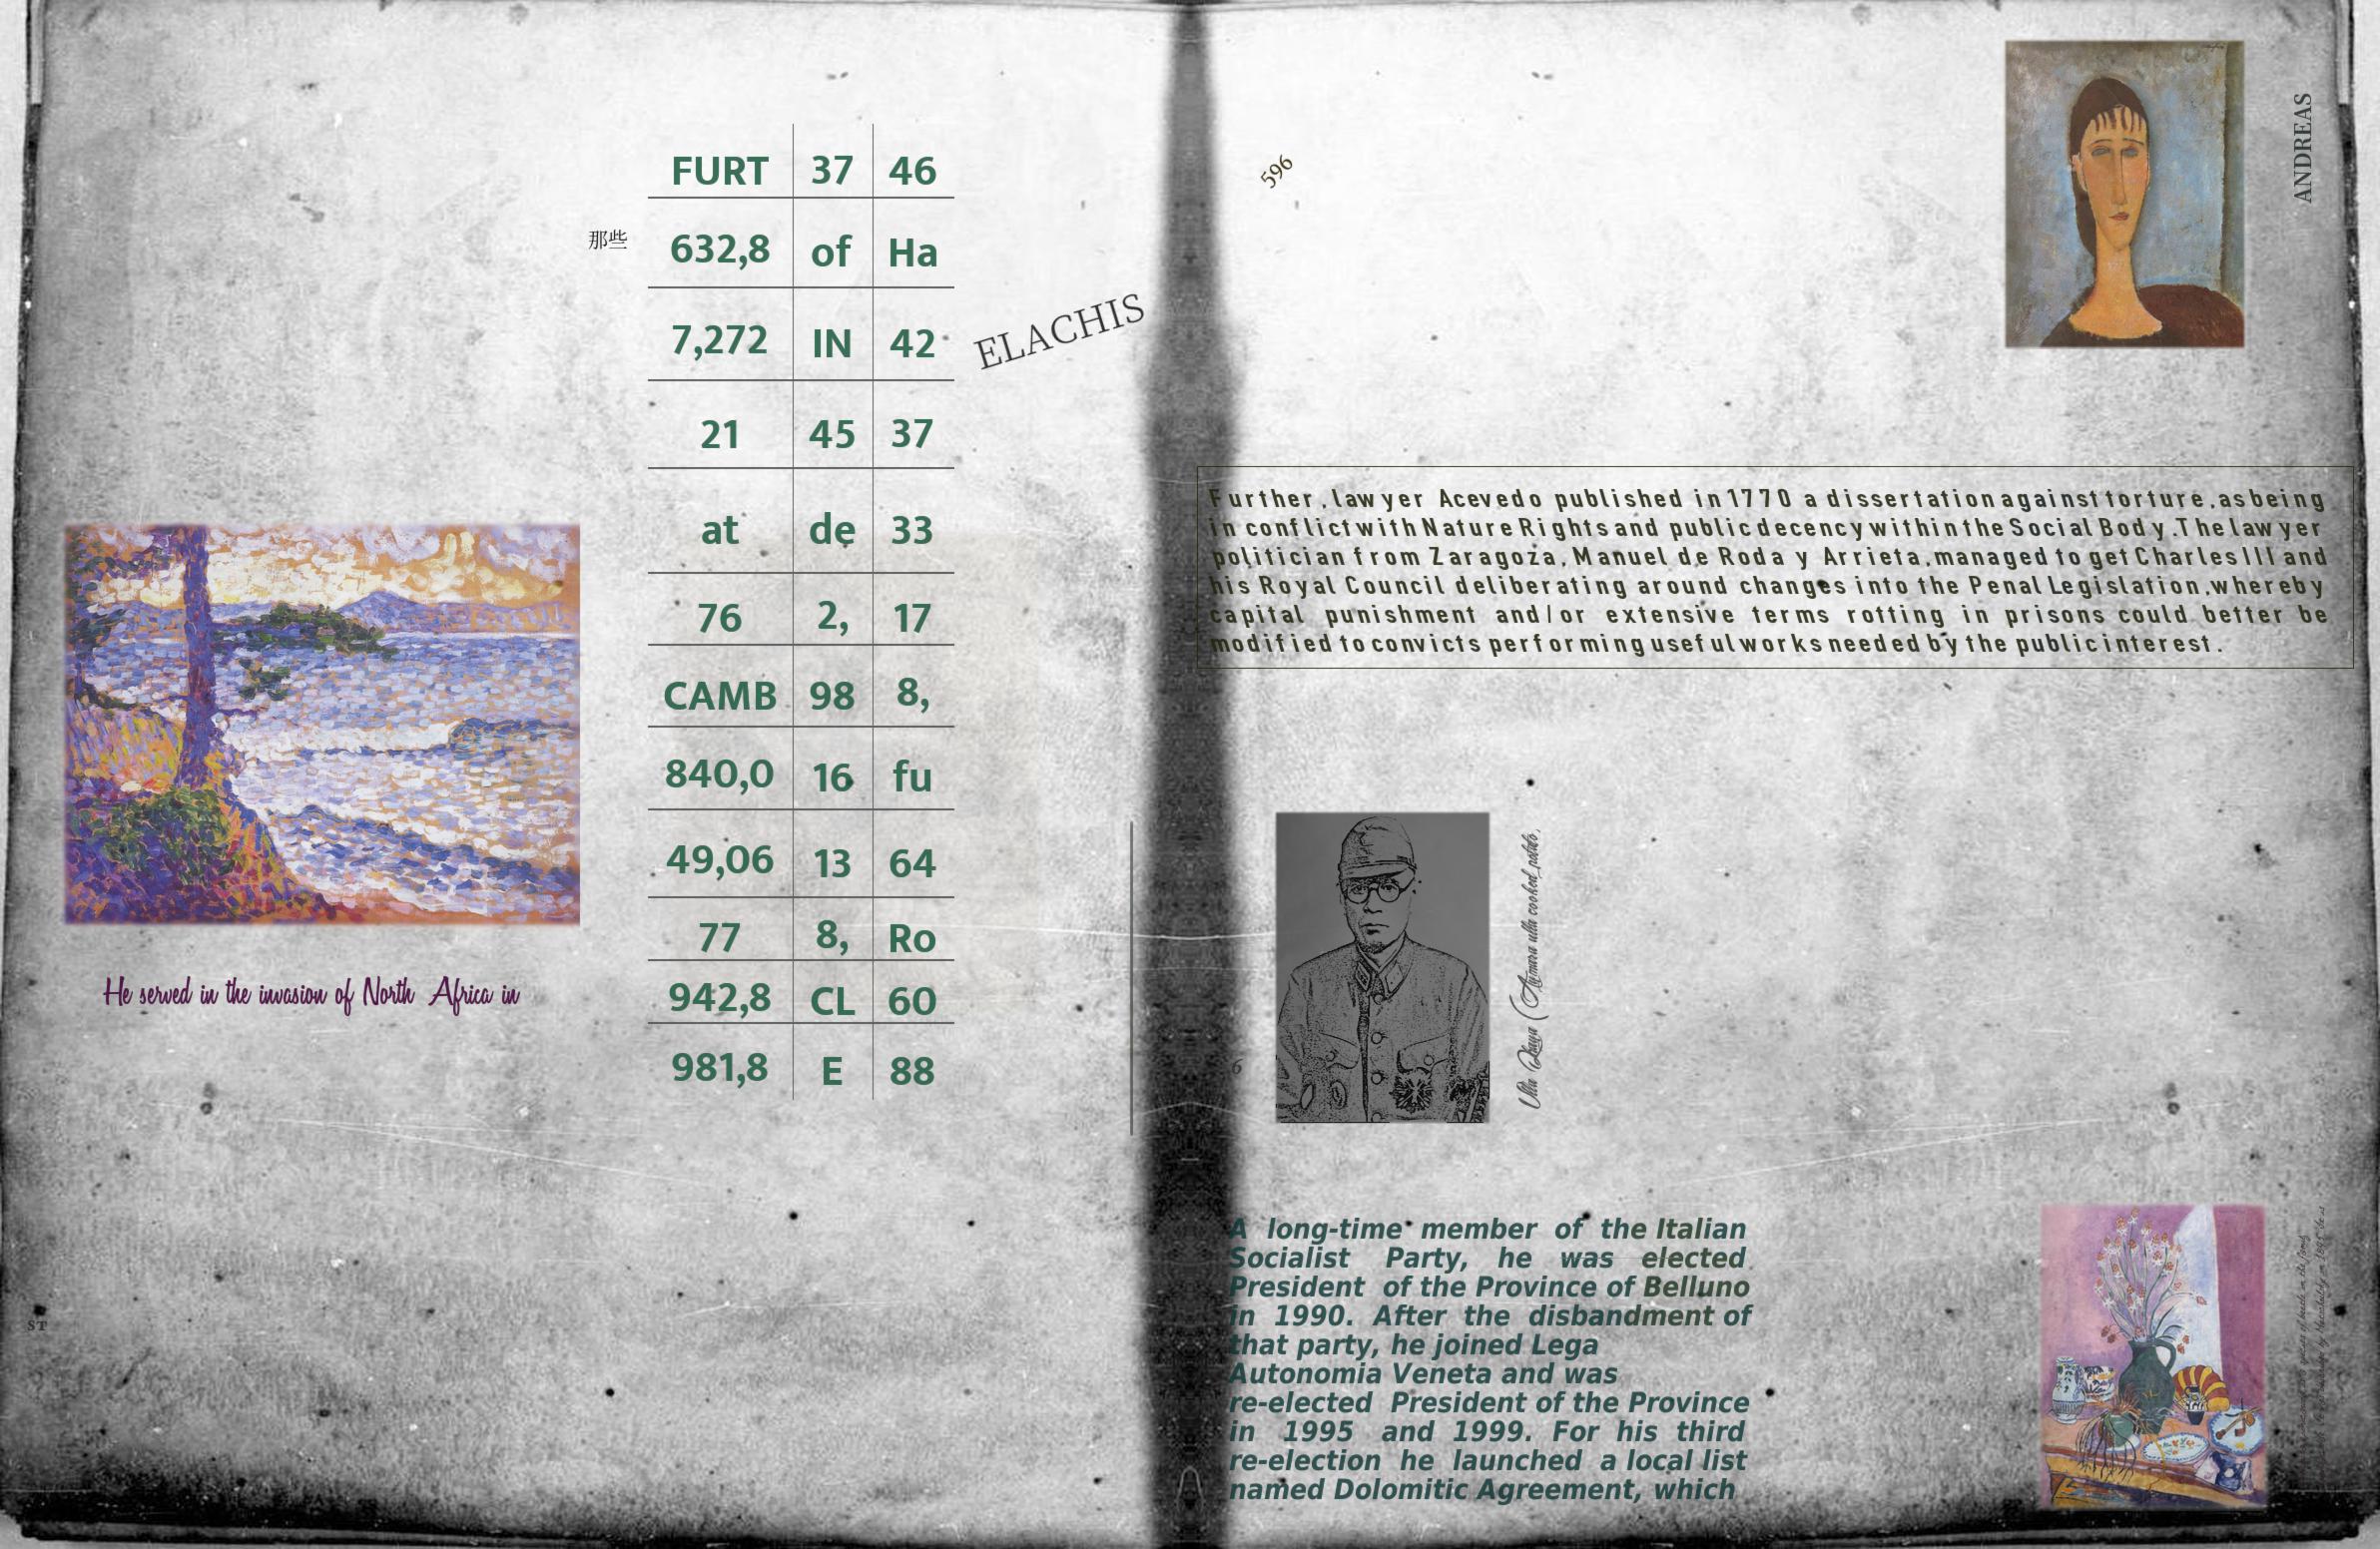 FURT 37 46
632,8 of Ha
7,272 IN 42
21 45 37
at de 33
76 2, 17
CAMB 98 8,
840,0 16 fu
49,06 13 64
77 8, Ro
942,8 CL 60
981,8 E 88
那些
ELACHIS
He served in the invasion of North Africa in
ST
596
ANDREAS
Further, lawyer Acevedo published in 1770 a dissertation against torture, as being
in conflict with Nature Rights and public decency within the Social Body. The lawyer
politician from Zaragoza, Manuel de Roda y Arrieta, managed to get Charles III and
his Royal Council deliberating around changes into the Penal Legislation, whereby
capital punishment and/or extensive terms rotting in prisons could better be
modified to convicts performing useful works needed by the public interest.
6
cooked potato,
A long-time member of the Italian
Socialist Party, he was elected
President of the Province of Belluno
in 1990. After the disbandment of
that party, he joined Lega
Autonomia Veneta and was
re-elected President of the Province
in 1995 and 1999. For his third
re-election he launched a local list
named Dolomitic Agreement, which